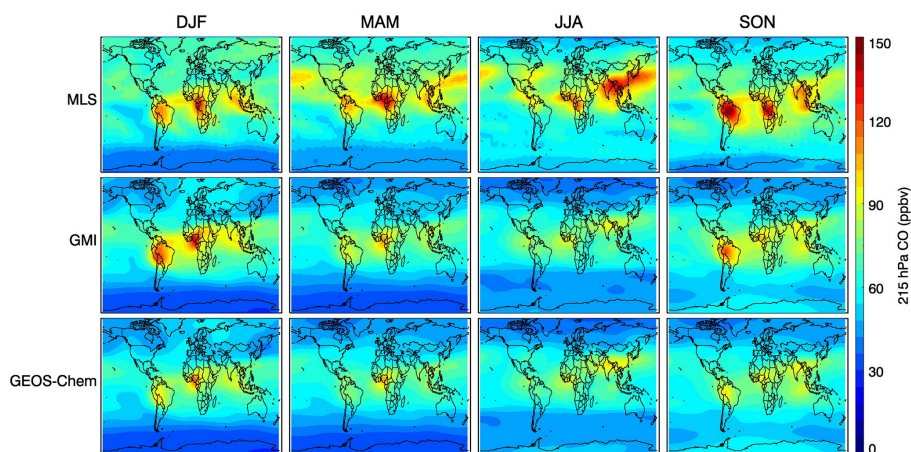 DJF MAM JJA SON
MLS
GMI
GEOS-Chem
150
120
90
60
30
0
215 hPa CO (ppbv)